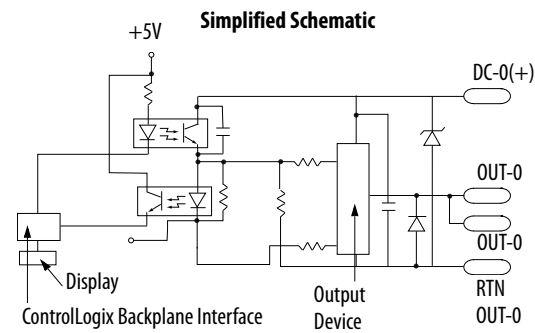 Simplified Schematic
+5V
DC-0(+)
OUT-0
OUT-0
RTN
OUT-0
Display
ControlLogix Backplane Interface
Output
Device